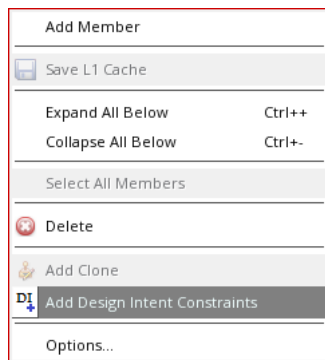 Add Member
Save L1 Cache
Expand All Below Ctrl++
Collapse All Below Ctrl+-
Select All Members
Delete
Add Clone
DI Add Design Intent Constraints
Options...